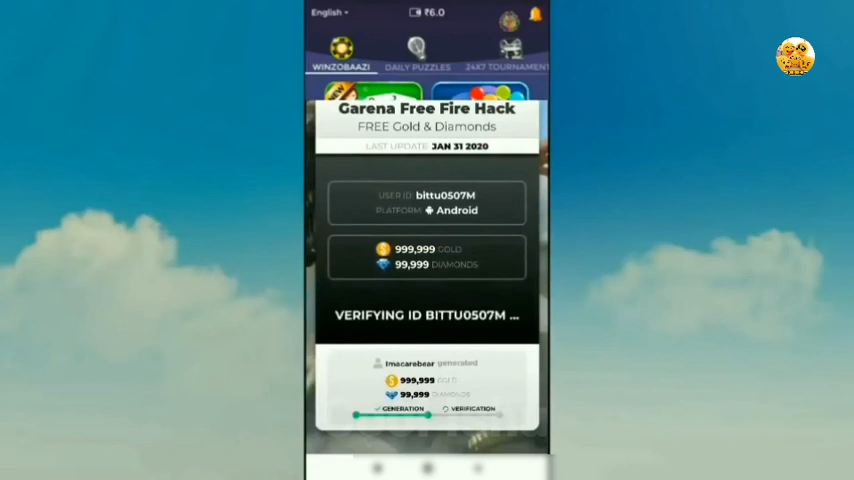 English
₹6.0
WINZOBAAZI DAILY PUZZLES 24X7 TOURNAMENT
NEW
Garena Free Fire Hack
FREE Gold & Diamonds
LAST UPDATE: JAN 31 2020
USER ID: bittu0507M
PLATFORM: Android
999,999 GOLD
99,999 DIAMONDS
VERIFYING ID BITTU0507M ...
Imacarebear generated
999,999 GOLD
99,999 DIAMONDS
GENERATION VERIFICATION